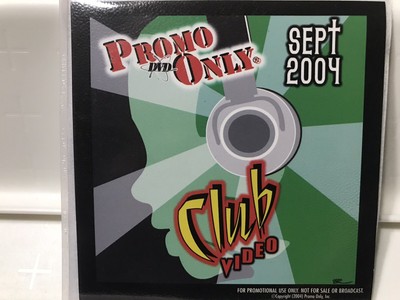 PROMO
DVD ONLY®
SEPT
2004
Club
VIDEO
FOR PROMOTIONAL USE ONLY. NOT FOR SALE OR BROADCAST.
©Copyright (2004) Promo Only, Inc.